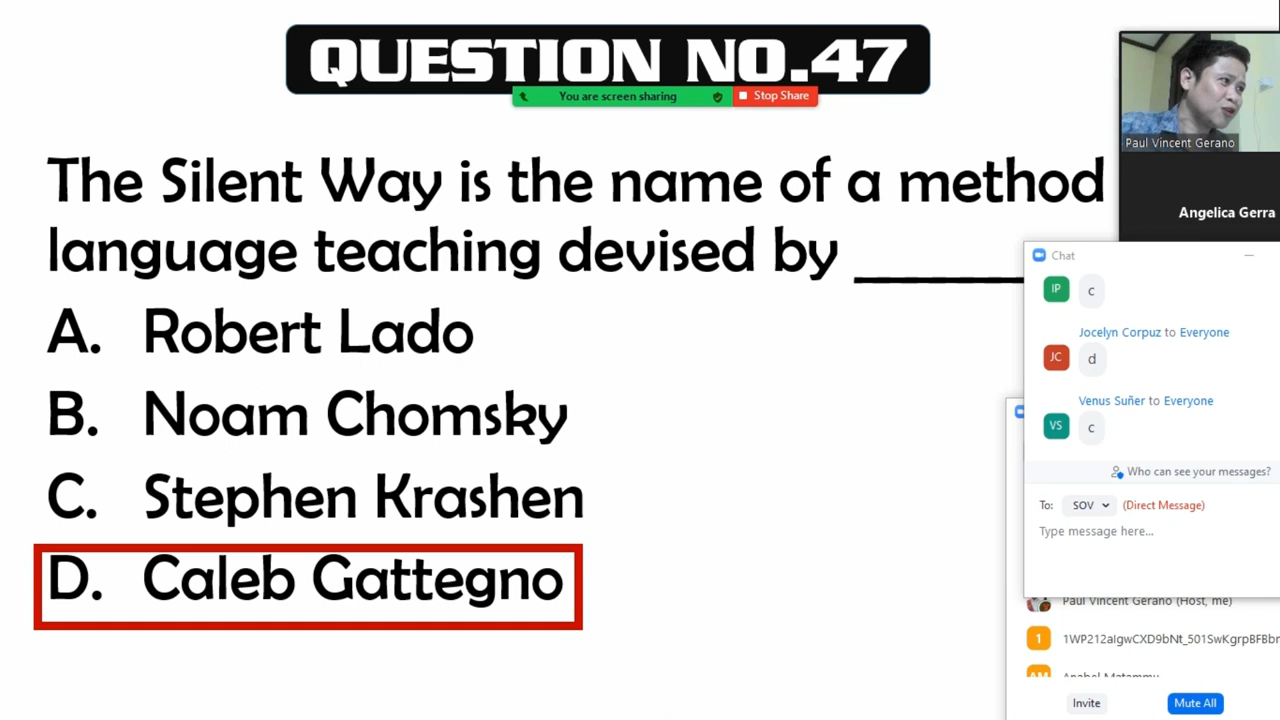 QUESTION NO.47
You are screen sharing
Stop Share
The Silent Way is the name of a method
language teaching devised by ______
A. Robert Lado
B. Noam Chomsky
C. Stephen Krashen
D. Caleb Gattegno
Paul Vincent Gerano
Angelica Gerra
Chat
IP
c
Jocelyn Corpuz to Everyone
JC
d
Venus Suñer to Everyone
VS
c
Who can see your messages?
To: SOV (Direct Message)
Type message here...
Paul Vincent Gerano (Host, me)
1
Invite
Mute All